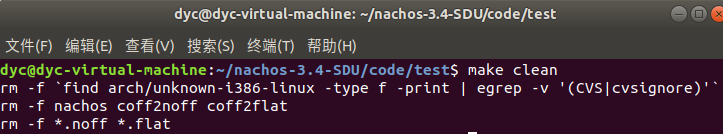 dyc@dyc-virtual-machine: ~/nachos-3.4-SDU/code/test
文件(F) 编辑(E) 查看(V) 搜索(S) 终端(T) 帮助(H)
dyc@dyc-virtual-machine:~/nachos-3.4-SDU/code/test$ make clean
rm -f `find arch/unknown-i386-linux -type f -print | egrep -v '(CVS|cvsignore)'`
rm -f nachos coff2noff coff2flat
rm -f *.noff *.flat